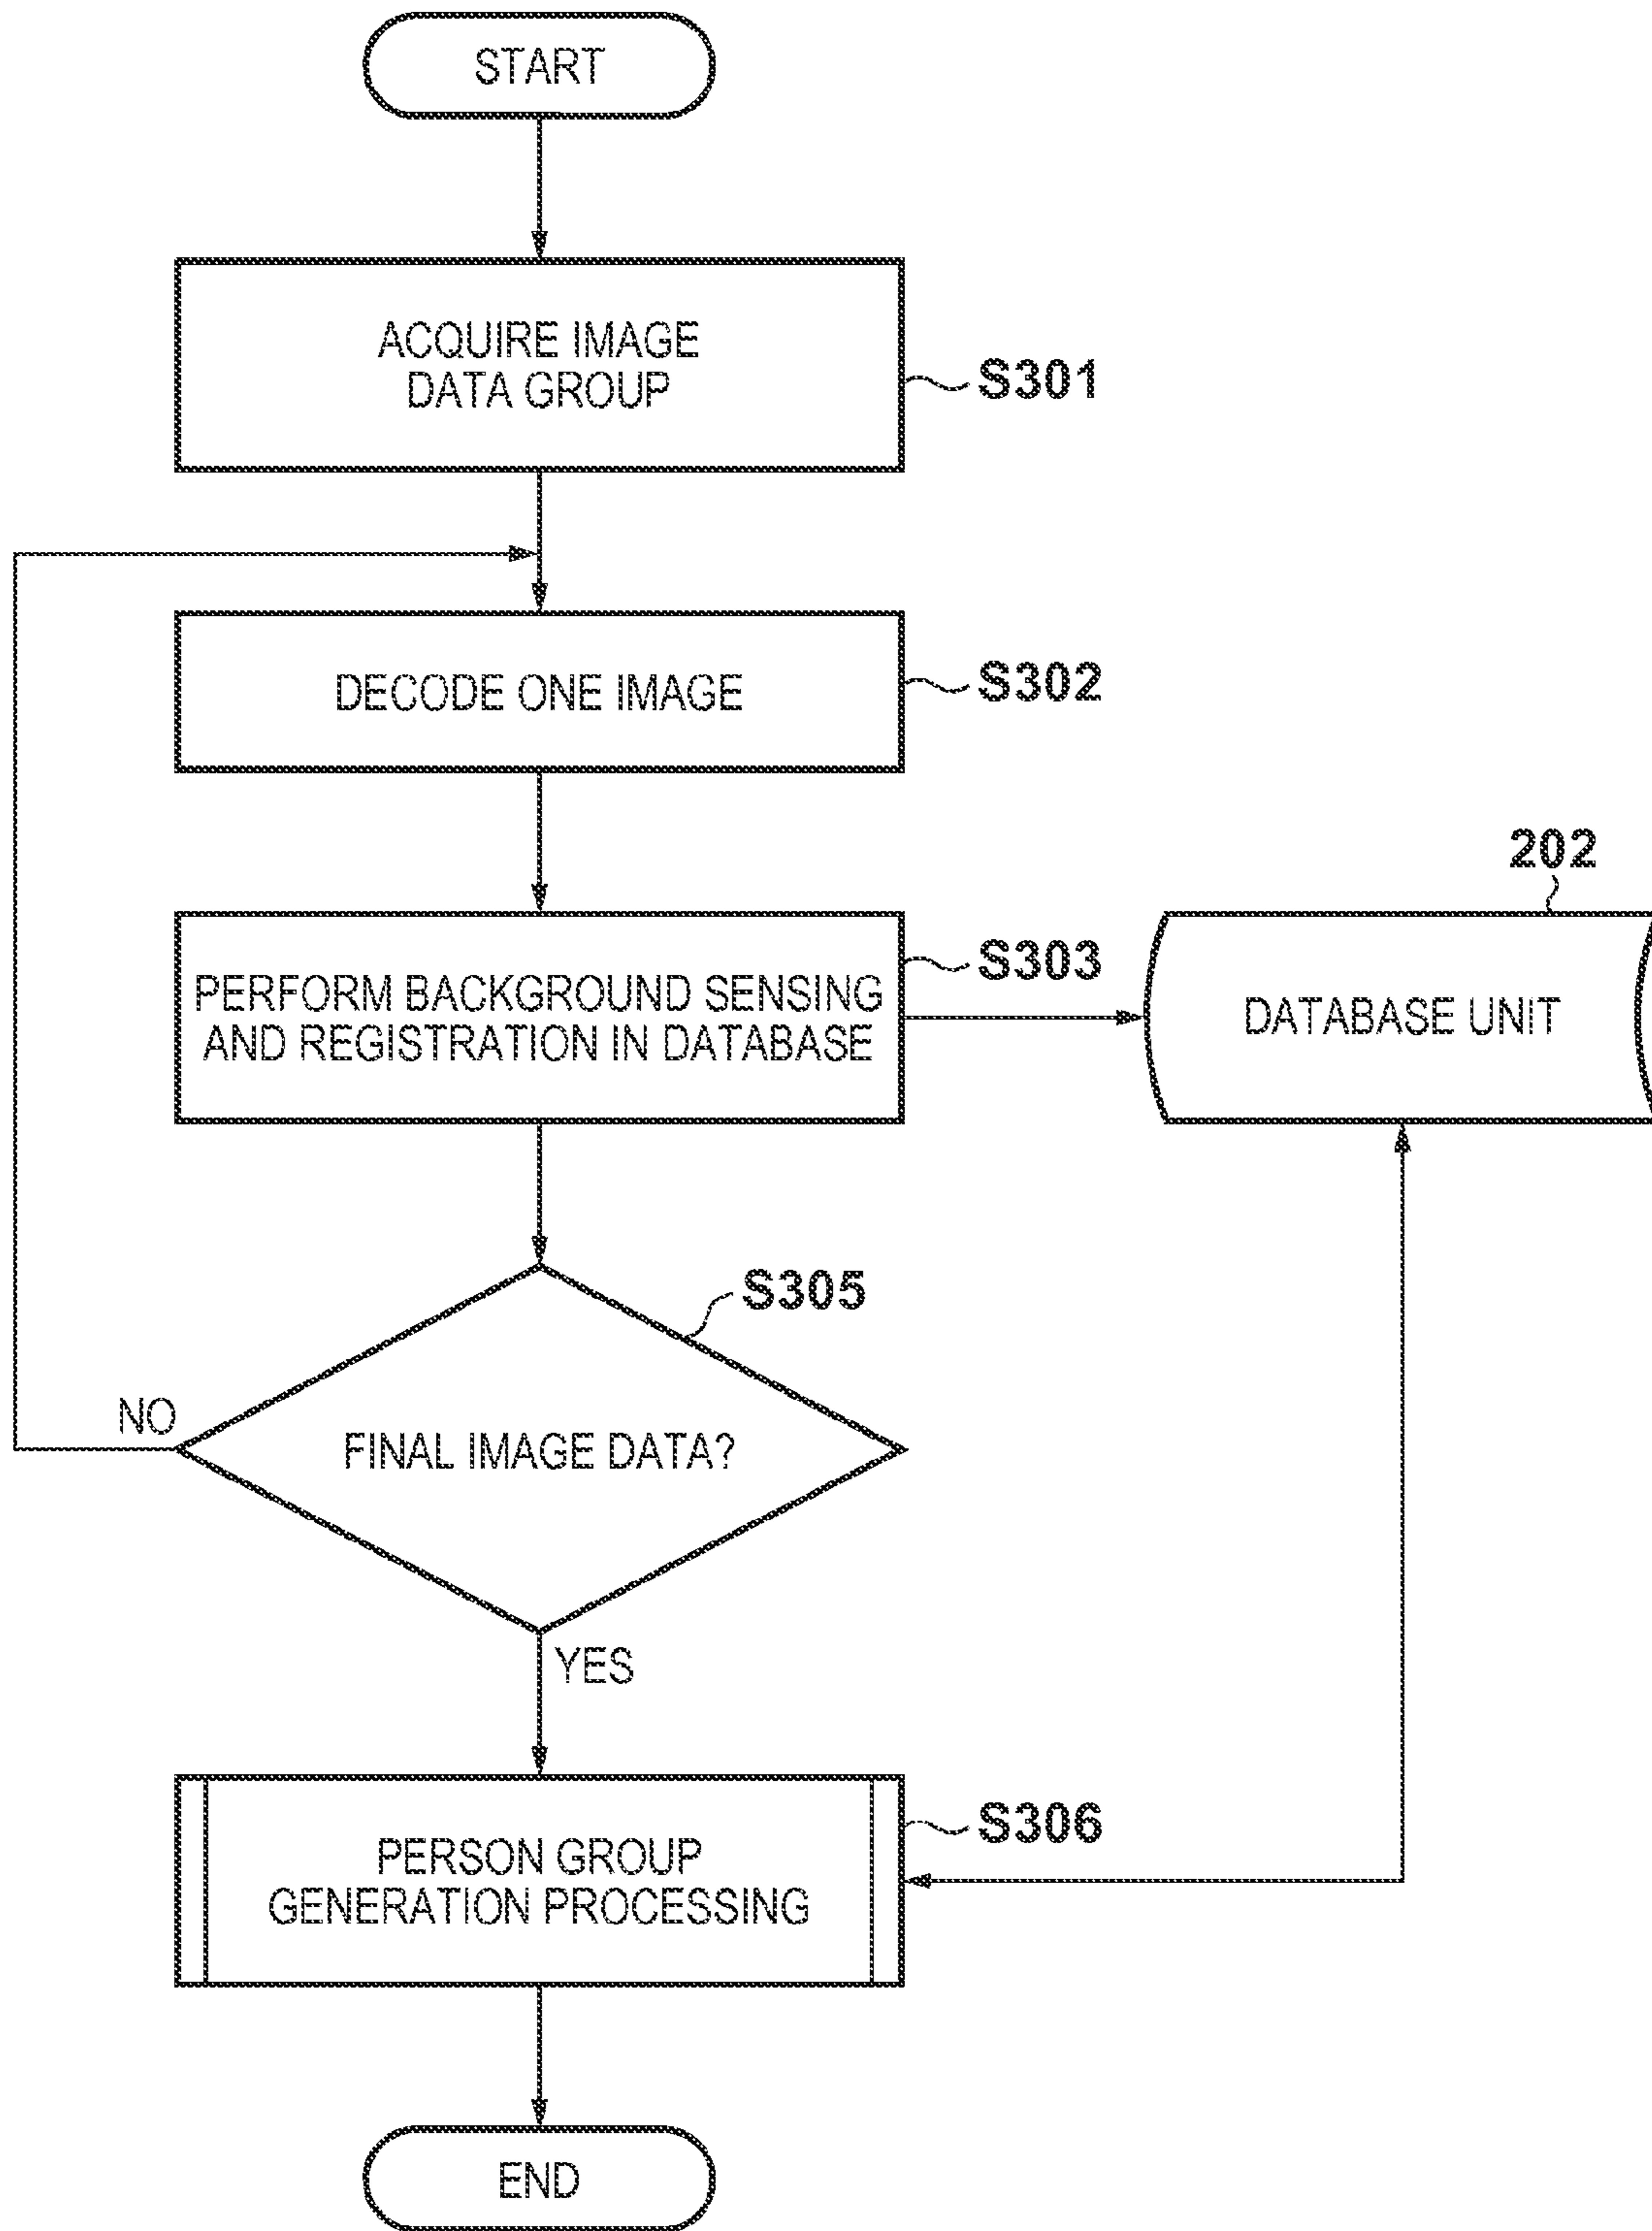 START
ACQUIRE IMAGE
DATA GROUP
S301
DECODE ONE IMAGE
S302
202
PERFORM BACKGROUND SENSING
AND REGISTRATION IN DATABASE
S303
DATABASE UNIT
S305
NO
FINAL IMAGE DATA?
YES
PERSON GROUP
GENERATION PROCESSING
S306
END